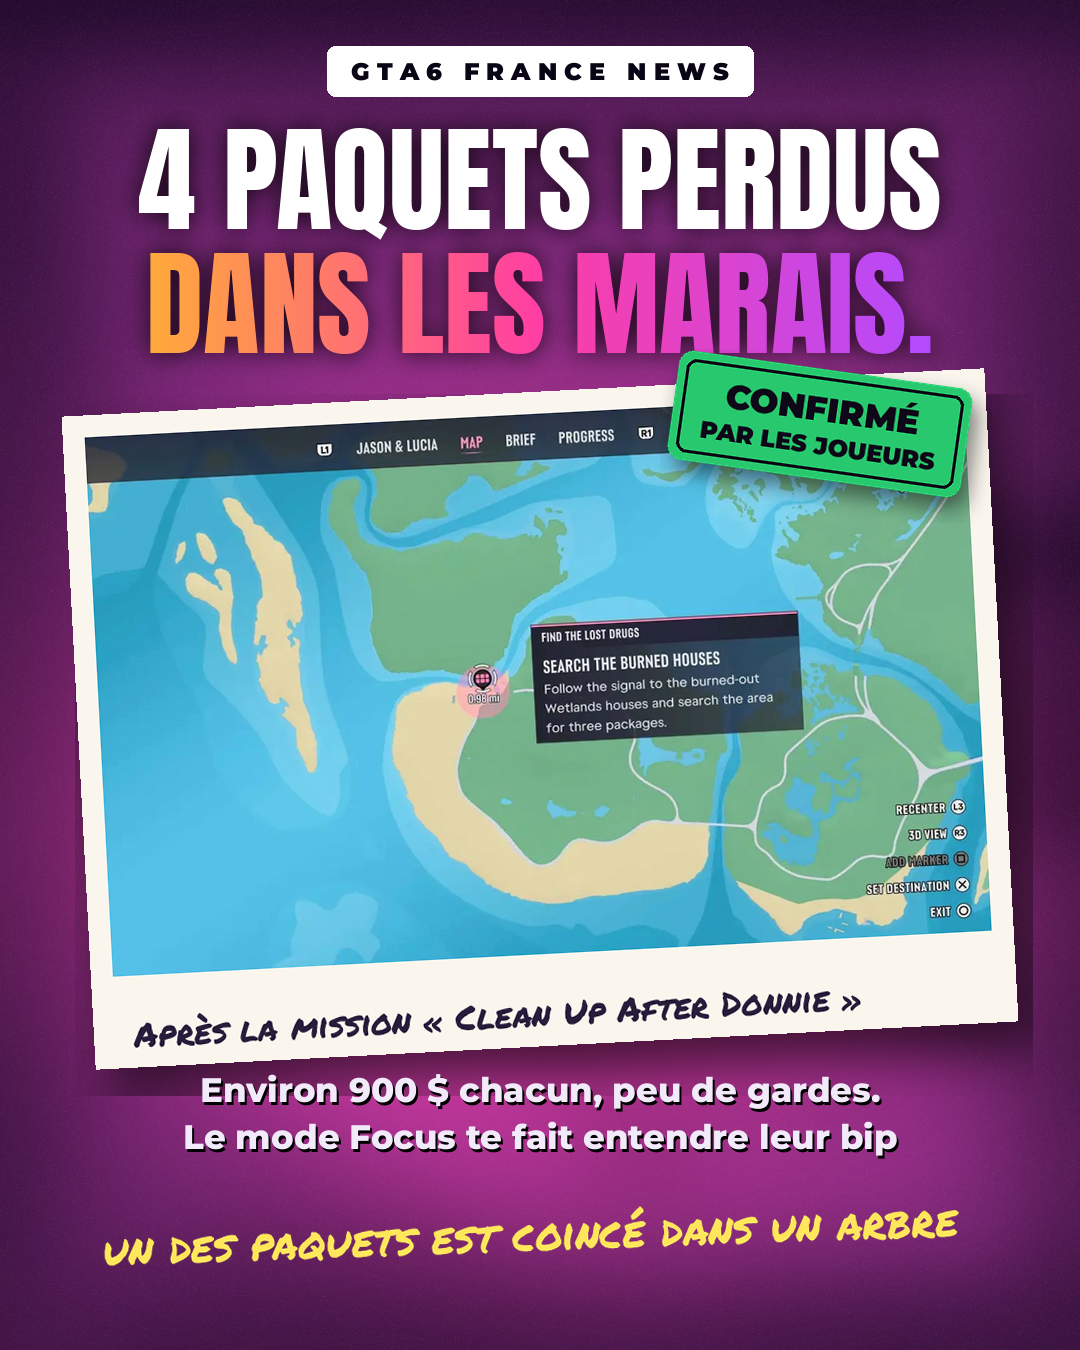 GTA6 FRANCE NEWS
4 PAQUETS PERDUS
DANS LES MARAIS.
CONFIRMÉ
PAR LES JOUEURS
L1 JASON & LUCIA MAP BRIEF PROGRESS R1
FIND THE LOST DRUGS
SEARCH THE BURNED HOUSES
Follow the signal to the burned-out
Wetlands houses and search the area
for three packages.
0.98 mi
RECENTER L3
3D VIEW R3
ADD MARKER
SET DESTINATION
EXIT
APRÈS LA MISSION « CLEAN UP AFTER DONNIE »
Environ 900 $ chacun, peu de gardes.
Le mode Focus te fait entendre leur bip
UN DES PAQUETS EST COINCÉ DANS UN ARBRE